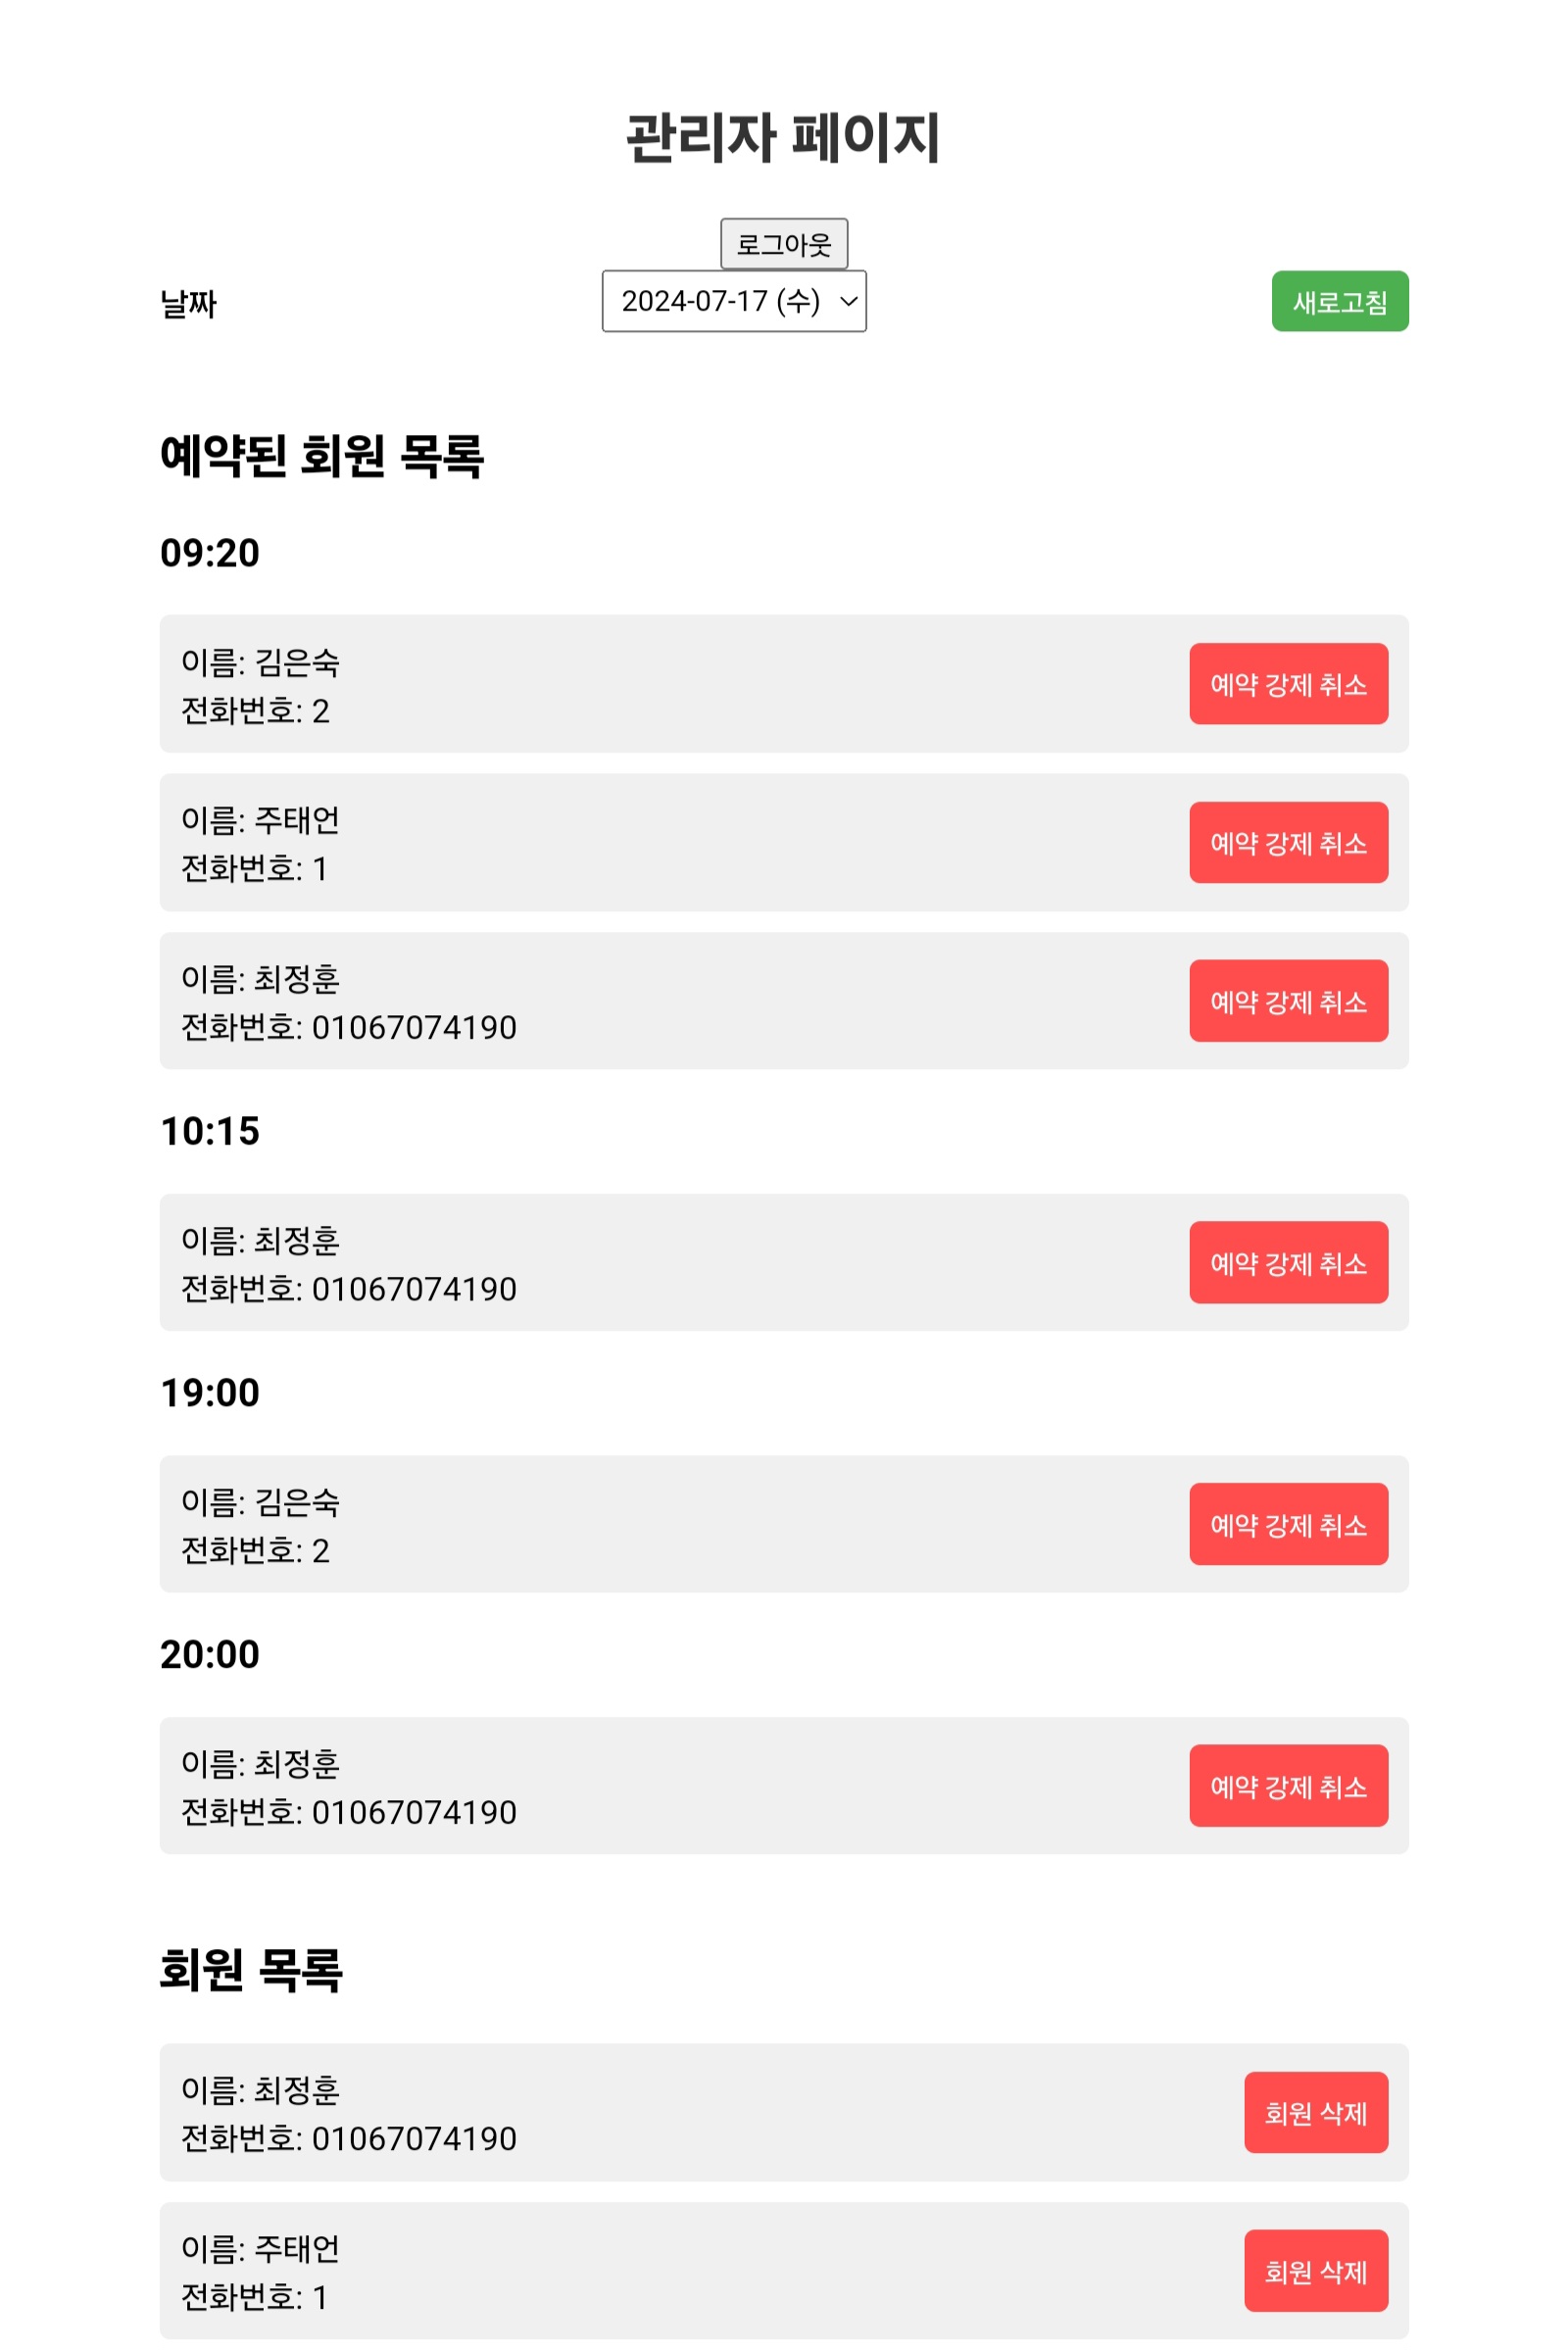 관리자 페이지
로그아웃
날짜 2024-07-17 (수) 새로고침
예약된 회원 목록
09:20
이름: 김은숙
전화번호: 2
예약 강제 취소
이름: 주태언
전화번호: 1
예약 강제 취소
이름: 최정훈
전화번호: 01067074190
예약 강제 취소
10:15
이름: 최정훈
전화번호: 01067074190
예약 강제 취소
19:00
이름: 김은숙
전화번호: 2
예약 강제 취소
20:00
이름: 최정훈
전화번호: 01067074190
예약 강제 취소
회원 목록
이름: 최정훈
전화번호: 01067074190
회원 삭제
이름: 주태언
전화번호: 1
회원 삭제